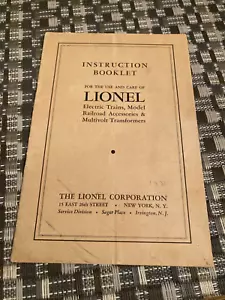 INSTRUCTION
BOOKLET
FOR THE USE AND CARE OF
LIONEL
Electric Trains, Model
Railroad Accessories &
Multivolt Transformers
THE LIONEL CORPORATION
15 EAST 26th STREET • NEW YORK, N. Y.
Service Division • Sager Place • Irvington, N. J.